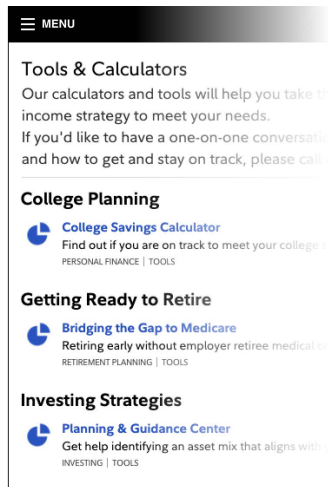 MENU
Tools & Calculators
Our calculators and tools will help you take
income strategy to meet your needs.
If you'd like to have a one-on-one
and how to get and stay on track, please call
College Planning
College Savings Calculator
Find out if you are on track to meet your college
PERSONAL FINANCE | TOOLS
Getting Ready to Retire
Bridging the Gap to Medicare
Retiring early without employer retiree medical
RETIREMENT PLANNING | TOOLS
Investing Strategies
Planning & Guidance Center
Get help identifying an asset mix that aligns with
INVESTING | TOOLS